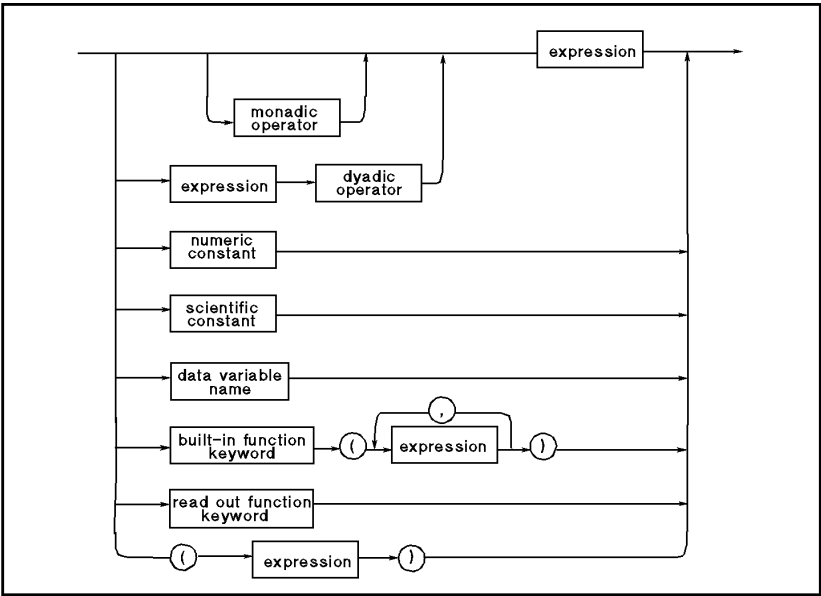 expression
monadic
operator
expression
dyadic
operator
numeric
constant
scientific
constant
data variable
name
,
built-in function
keyword
(
expression
)
read out function
keyword
(
expression
)